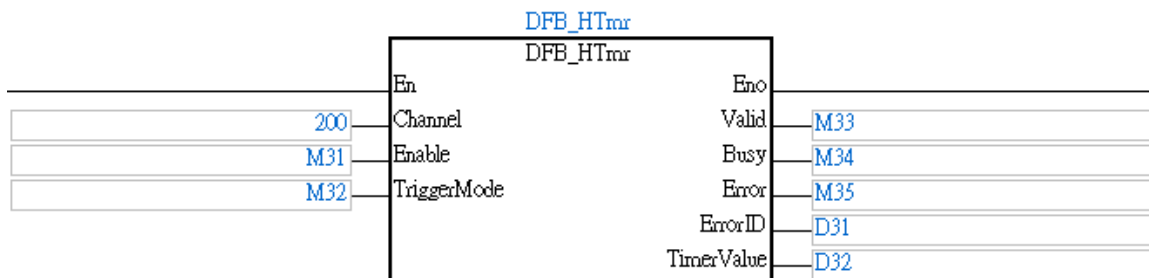 DFB_HTmr
DFB_HTmr
En Eno
200 Channel Valid M33
M31 Enable Busy M34
M32 TriggerMode Error M35
ErrorID D31
TimerValue D32